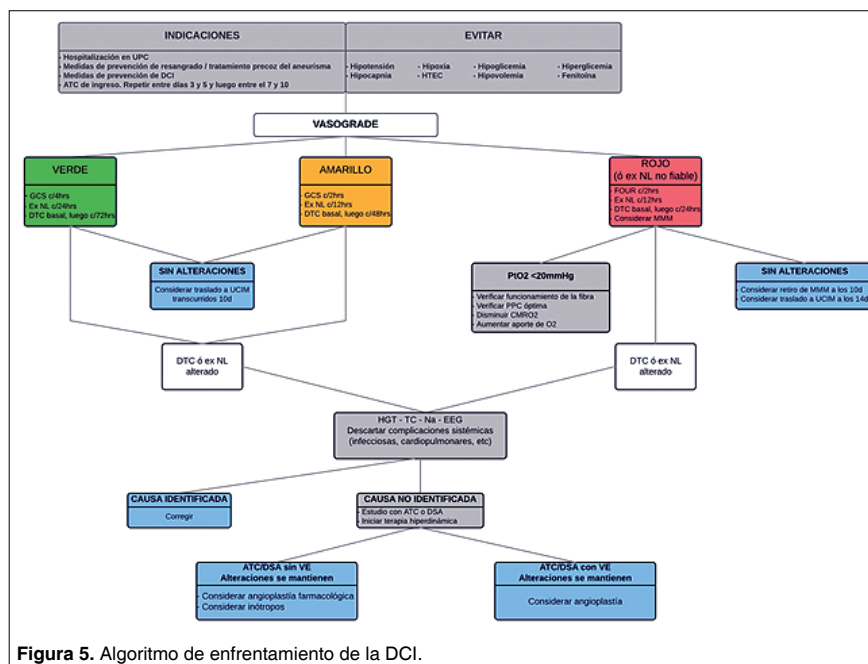 INDICACIONES
- Hospitalización en UPC
- Medidas de prevención de resangrado / tratamiento precoz del aneurisma
- Medidas de prevención de DCI
- ATC de ingreso. Repetir entre días 3 y 5 y luego entre el 7 y 10
EVITAR
- Hipotensión - Hipoxia - Hipoglicemia - Hiperglicemia
- Hipocapnia - HTEC - Hipovolemia - Fenitoína
VASOGRADE
VERDE
- GCS c/4hrs
- Ex NL c/24hrs
- DTC basal, luego c/72hrs
AMARILLO
- GCS c/2hrs
- Ex NL c/12hrs
- DTC basal, luego c/48hrs
ROJO
(ó ex NL no fiable)
- FOUR c/2hrs
- Ex NL c/12hrs
- DTC basal, luego c/24hrs
- Considerar MMM
SIN ALTERACIONES
Considerar traslado a UCIM
transcurridos 10d
PtO2 <20mmHg
- Verificar funcionamiento de la fibra
- Verificar PPC óptima
- Disminuir CMRO2
- Aumentar aporte de O2
SIN ALTERACIONES
- Considerar retiro de MMM a los 10d
- Considerar traslado a UCIM a los 14d
DTC ó ex NL
alterado
DTC ó ex NL
alterado
HGT - TC - Na - EEG
Descartar complicaciones sistémicas
(infecciosas, cardiopulmonares, etc)
CAUSA IDENTIFICADA
Corregir
CAUSA NO IDENTIFICADA
- Estudio con ATC o DSA
- Iniciar terapia hiperdinámica
ATC/DSA sin VE
Alteraciones se mantienen
- Considerar angioplastía farmacológica
- Considerar inótropos
ATC/DSA con VE
Alteraciones se mantienen
Considerar angioplastía
Figura 5. Algoritmo de enfrentamiento de la DCI.